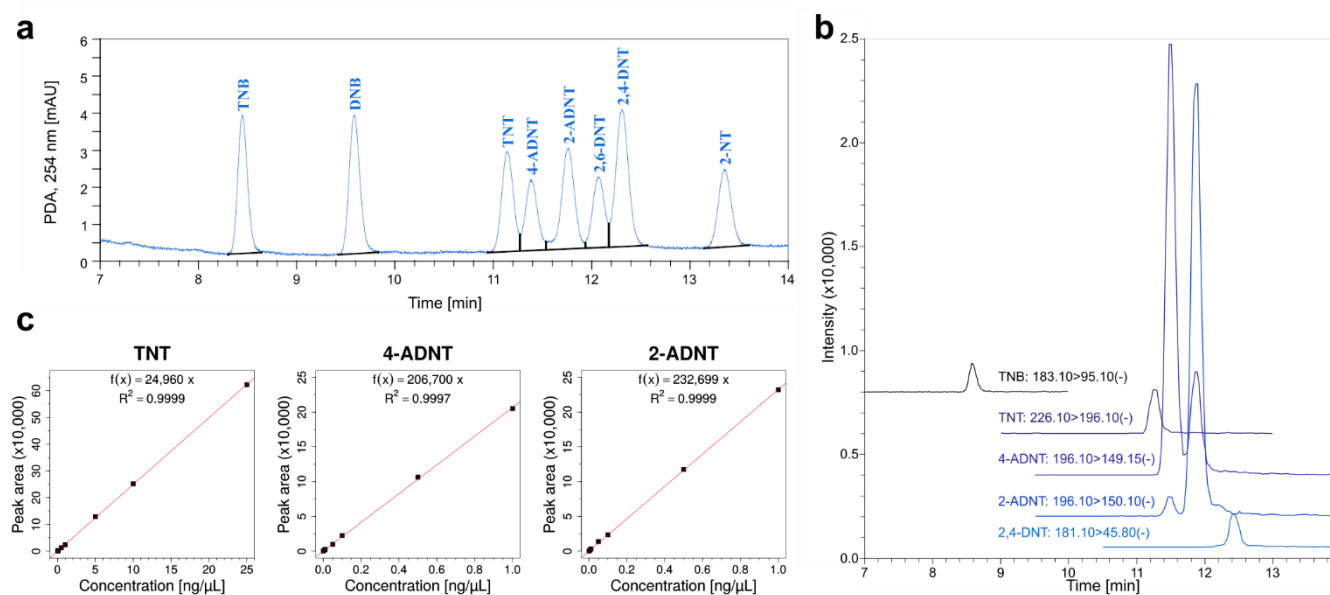 a
6
5
4
3
2
1
0
PDA, 254 nm [mAU]
TNB
DNB
TNT
4-ADNT
2-ADNT
2,6-DNT
2,4-DNT
2-NT
7 8 9 10 11 12 13 14
Time [min]
b
2.5
2.0
1.5
1.0
0.5
0.0
Intensity (x10,000)
TNB: 183.10>95.10(-)
TNT: 226.10>196.10(-)
4-ADNT: 196.10>149.15(-)
2-ADNT: 196.10>150.10(-)
2,4-DNT: 181.10>45.80(-)
7 8 9 10 11 12 13
Time [min]
c
TNT
f(x) = 24,960 x
R² = 0.9999
60
50
40
30
20
10
0
Peak area (x10,000)
0 5 10 15 20 25
Concentration [ng/µL]
4-ADNT
f(x) = 206,700 x
R² = 0.9997
25
20
15
10
5
0
Peak area (x10,000)
0.0 0.2 0.4 0.6 0.8 1.0
Concentration [ng/µL]
2-ADNT
f(x) = 232,699 x
R² = 0.9999
25
20
15
10
5
0
Peak area (x10,000)
0.0 0.2 0.4 0.6 0.8 1.0
Concentration [ng/µL]